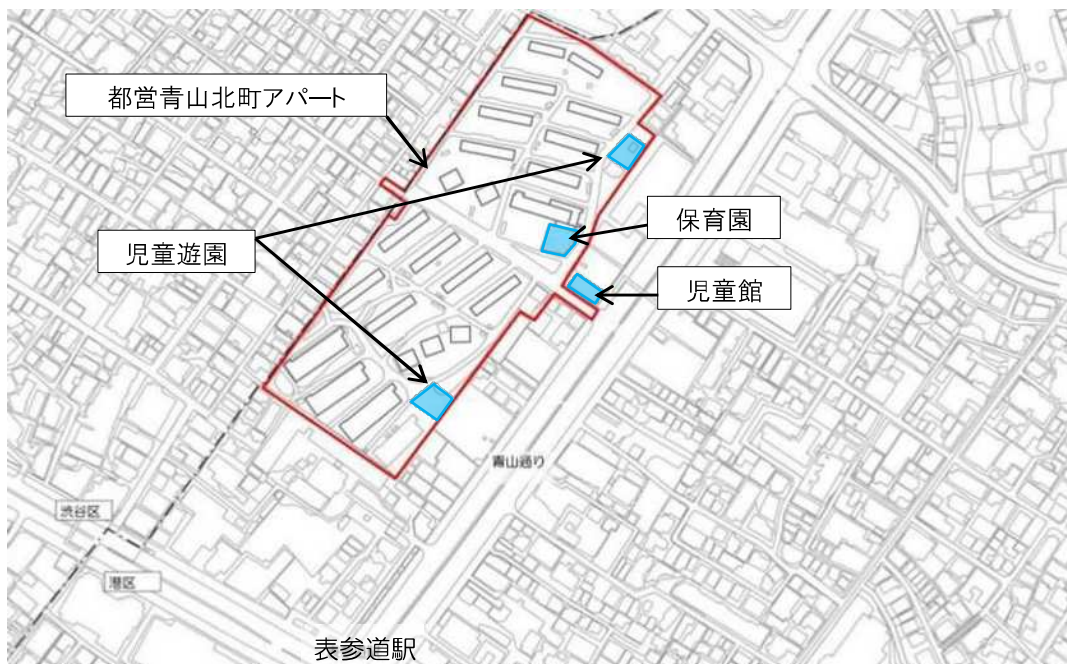 都営青山北町アパート
保育園
児童遊園
児童館
青山通り
渋谷区
港区
表参道駅